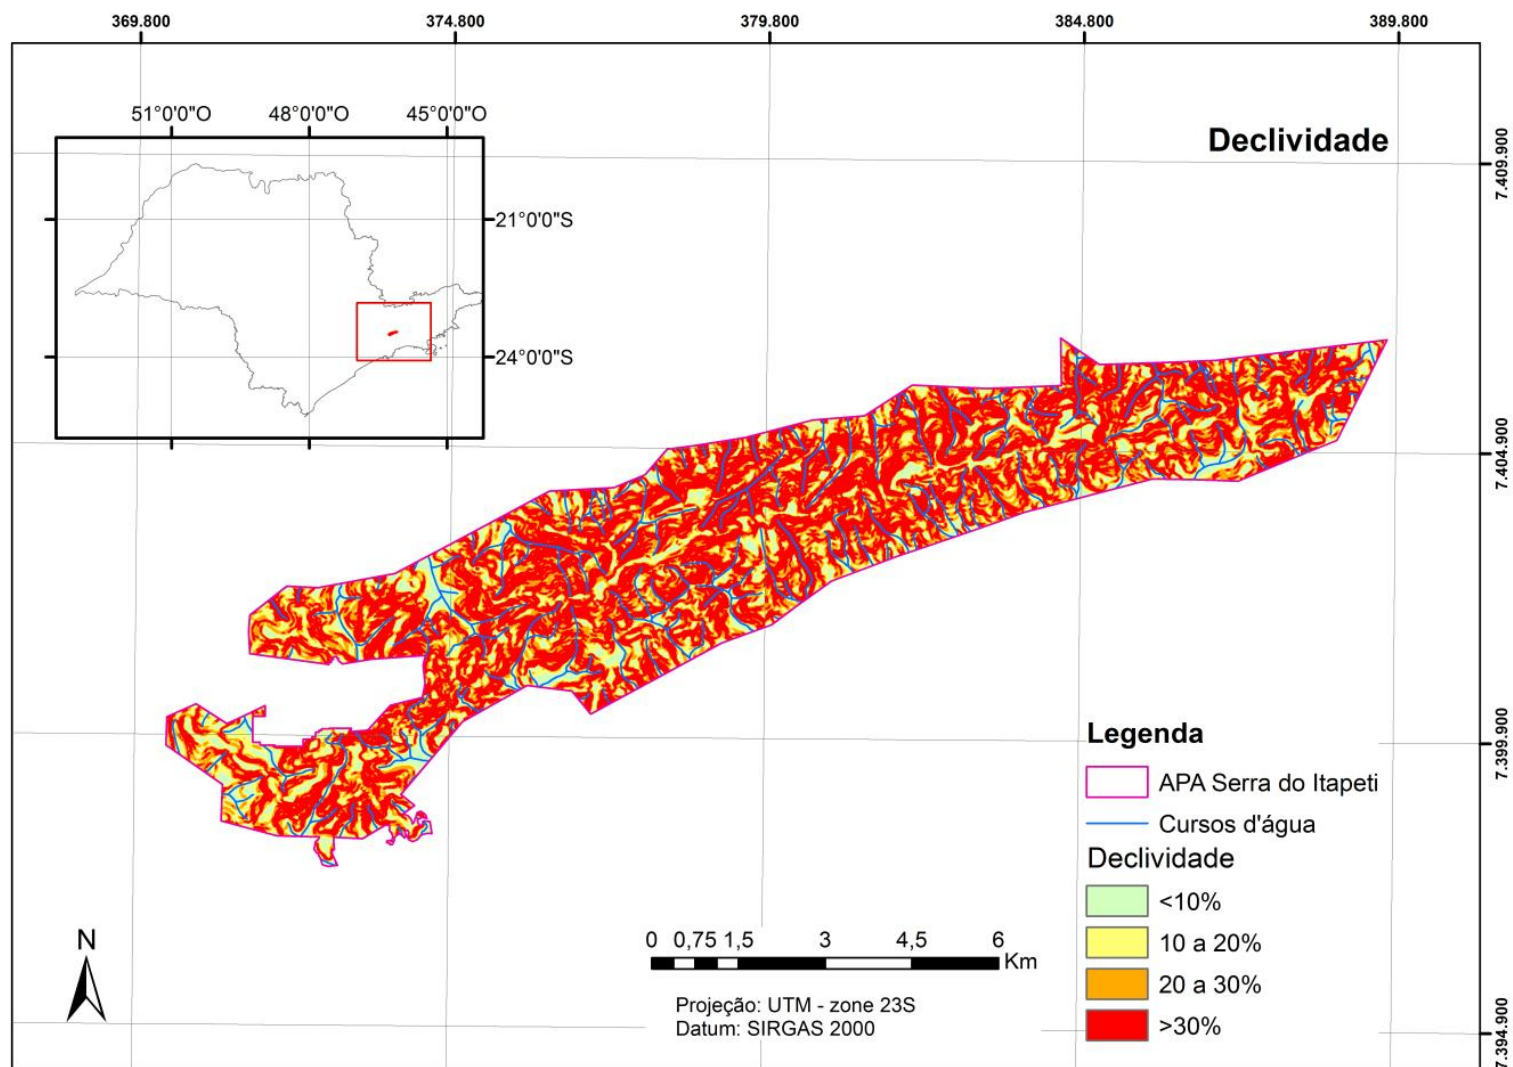 369.800 374.800 379.800 384.800 389.800
51°0'0"O 48°0'0"O 45°0'0"O
Declividade
7.409.900
21°0'0"S
24°0'0"S
7.404.900
Legenda
7.399.900
APA Serra do Itapeti
Cursos d'água
Declividade
<10%
N
0 0,75 1,5 3 4,5 6
10 a 20%
Km
20 a 30%
Projeção: UTM - zone 23S
Datum: SIRGAS 2000
>30%
7.394.900